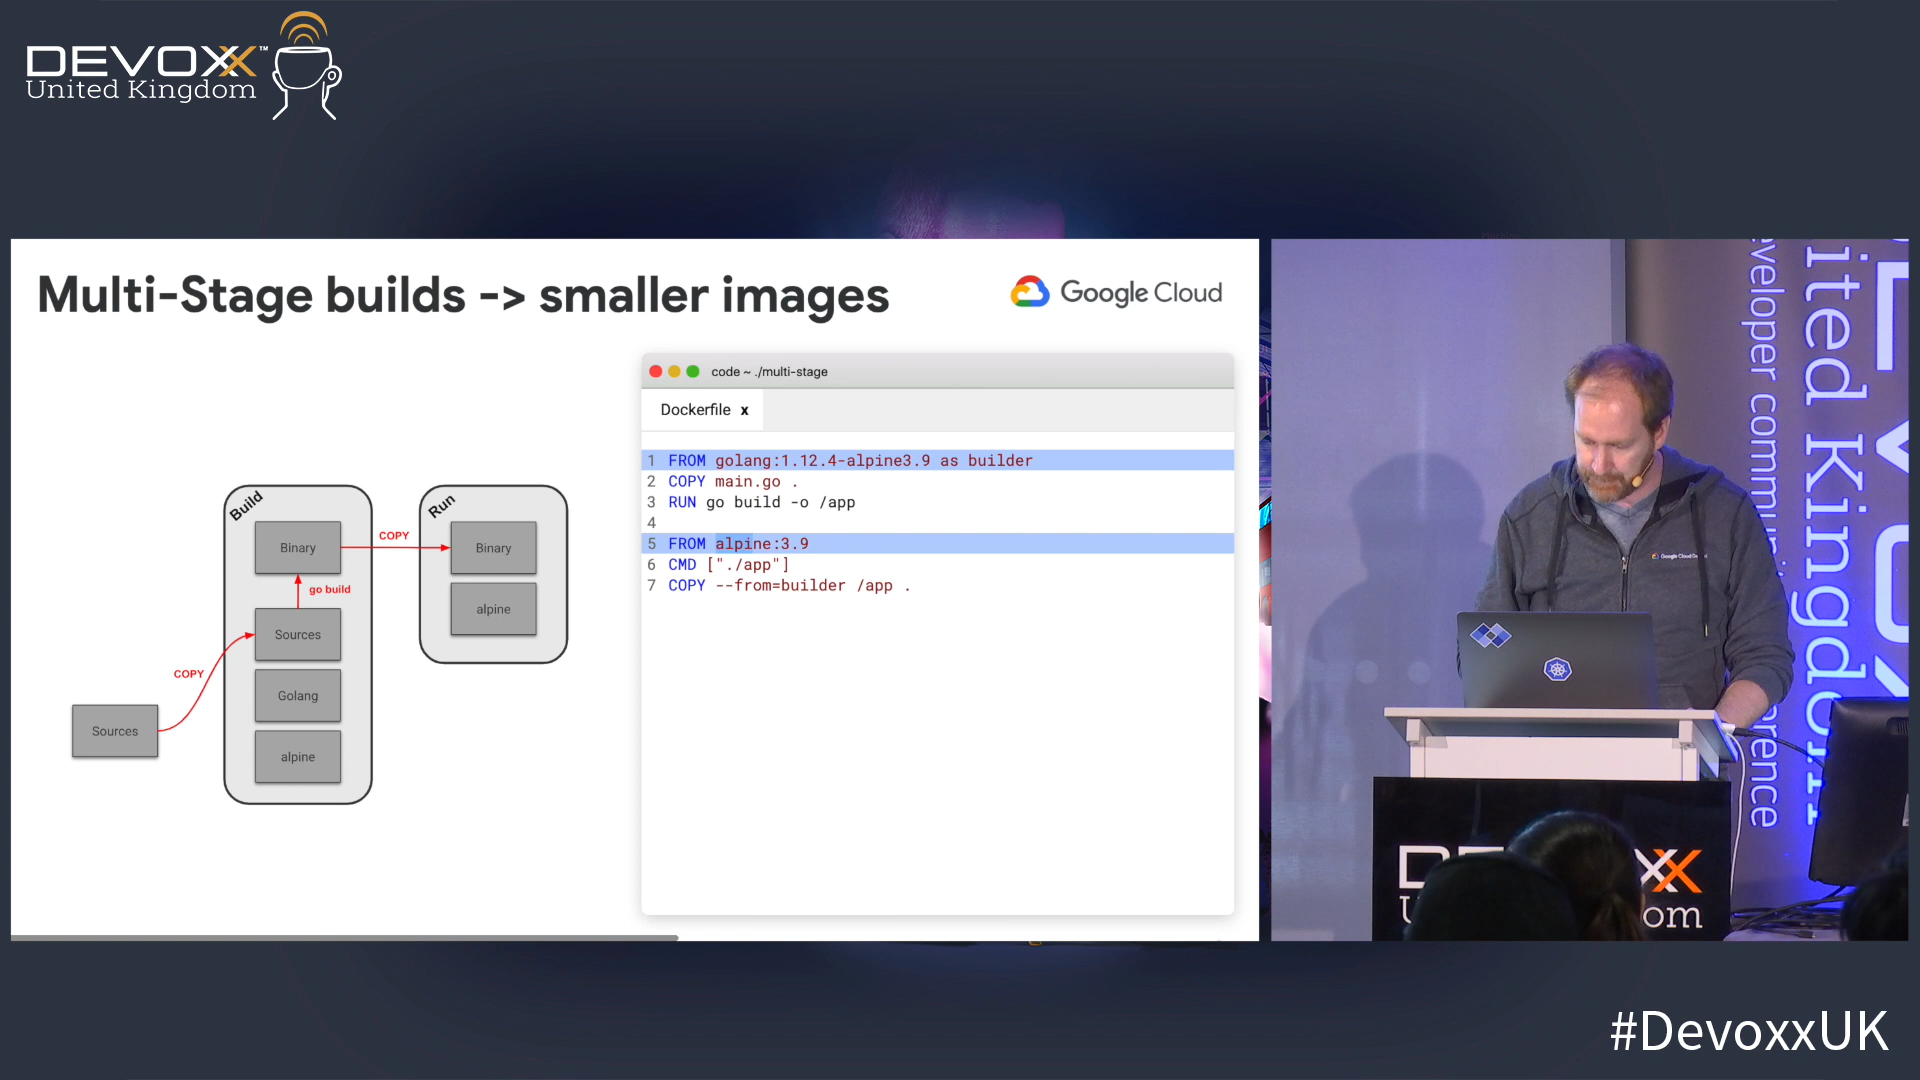 DEVOXX™
United Kingdom
Multi-Stage builds -> smaller images
Google Cloud
code ~ ./multi-stage
Dockerfile x
1 FROM golang:1.12.4-alpine3.9 as builder
2 COPY main.go .
3 RUN go build -o /app
4
5 FROM alpine:3.9
6 CMD ["./app"]
7 COPY --from=builder /app .
Build
Binary
go build
Sources
Golang
alpine
COPY
Sources
COPY
Run
Binary
alpine
#DevoxxUK